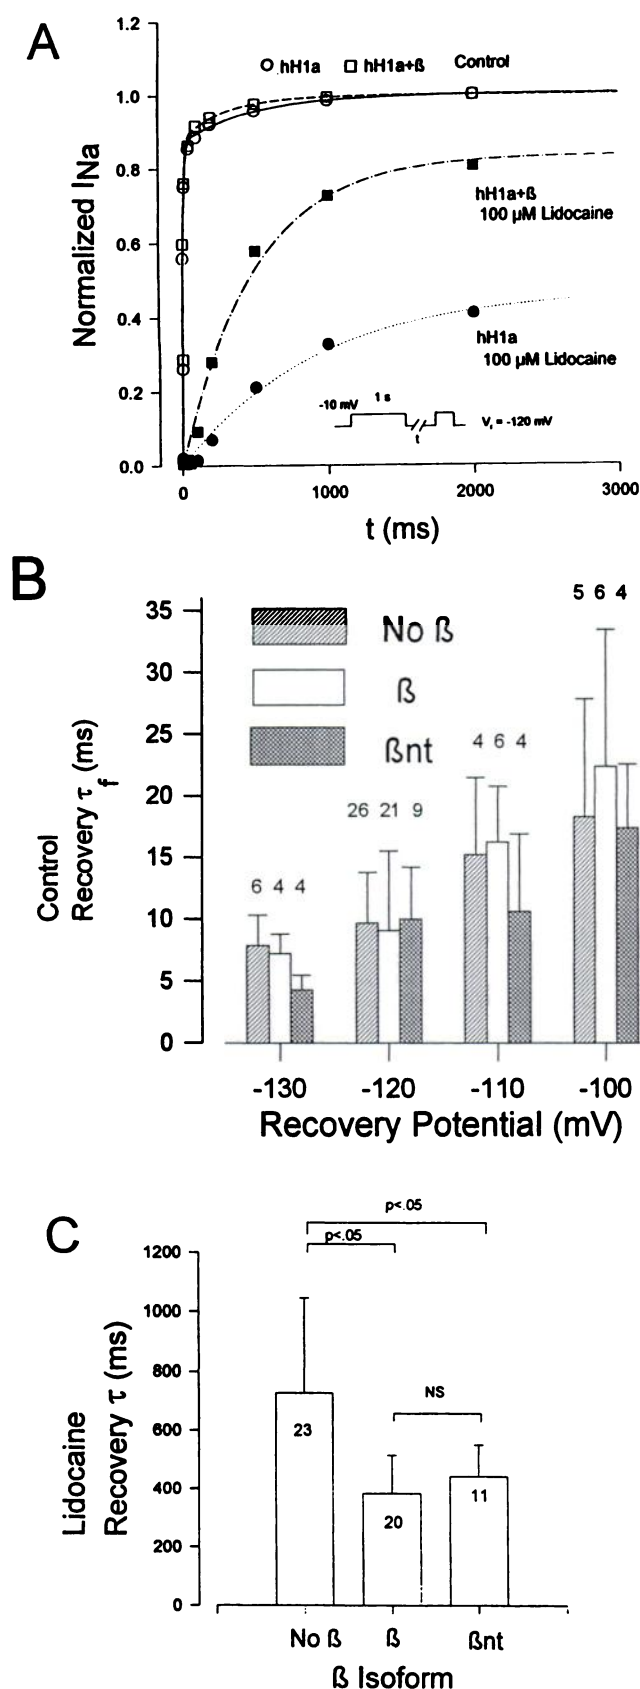 A
1.2
hH1a
hH1a+ß
Control
1.0
0.8
0.6
0.4
0.2
0.0
Normalized INa
hH1a+ß
100 µM Lidocaine
hH1a
100 µM Lidocaine
-10 mV
1 s
t
Vr = -120 mV
0 1000 2000 3000
t (ms)
B
35
30
25
20
15
10
5
0
Control
Recovery τf (ms)
No ß
ß
ßnt
6 4 4
26 21 9
4 6 4
5 6 4
-130 -120 -110 -100
Recovery Potential (mV)
C
p<.05
p<.05
NS
1200
1000
800
600
400
200
0
Lidocaine
Recovery τ (ms)
23
20
11
No ß ß ßnt
ß Isoform